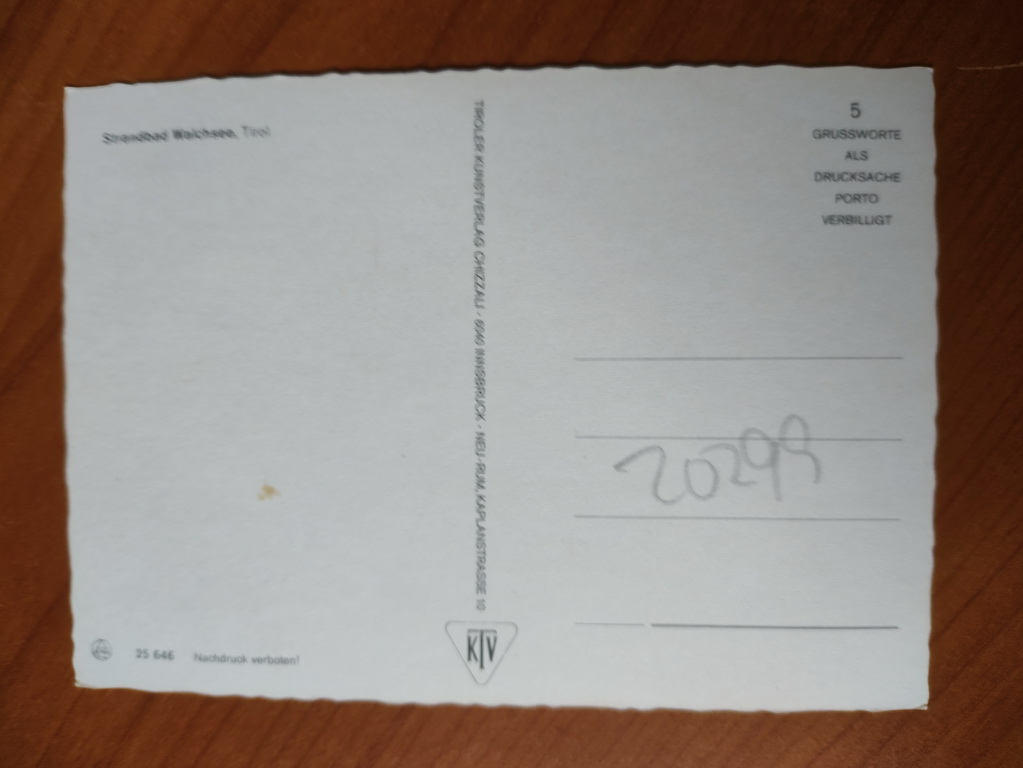 Strandbad Walchsee, Tirol
5
GRUSSWORTE
ALS
DRUCKSACHE
PORTO
VERBILLIGT
TIROLER KUNSTVERLAG CHIZZALI - 6040 INNSBRUCK - NEU-RUM, KAPLANSTRASSE 10
20299
KTV
25 646 Nachdruck verboten!